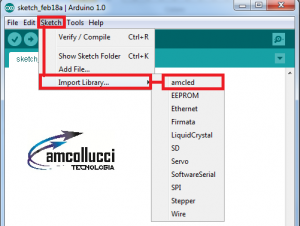 sketch_feb18a | Arduino 1.0
File Edit Sketch Tools Help
Verify / Compile Ctrl+R
Show Sketch Folder Ctrl+K
Add File...
Import Library...
sketch
amcled
EEPROM
Ethernet
Firmata
LiquidCrystal
SD
Servo
SoftwareSerial
SPI
Stepper
Wire
amcollucci
TECNOLOGIA